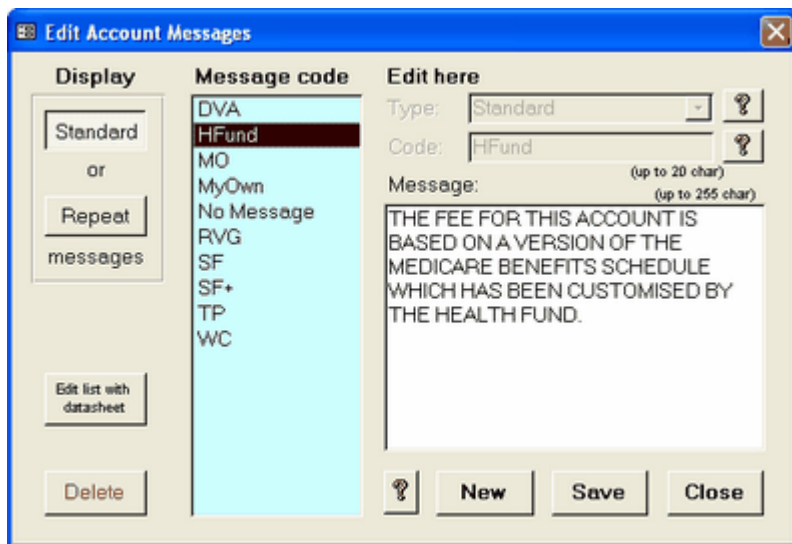 Edit Account Messages
Display
Standard
or
Repeat
messages
Edit list with
datasheet
Delete
Message code
DVA
HFund
MO
MyOwn
No Message
RVG
SF
SF+
TP
WC
Edit here
Type: Standard ?
Code: HFund ?
(up to 20 char)
Message: (up to 255 char)
THE FEE FOR THIS ACCOUNT IS
BASED ON A VERSION OF THE
MEDICARE BENEFITS SCHEDULE
WHICH HAS BEEN CUSTOMISED BY
THE HEALTH FUND.
? New Save Close